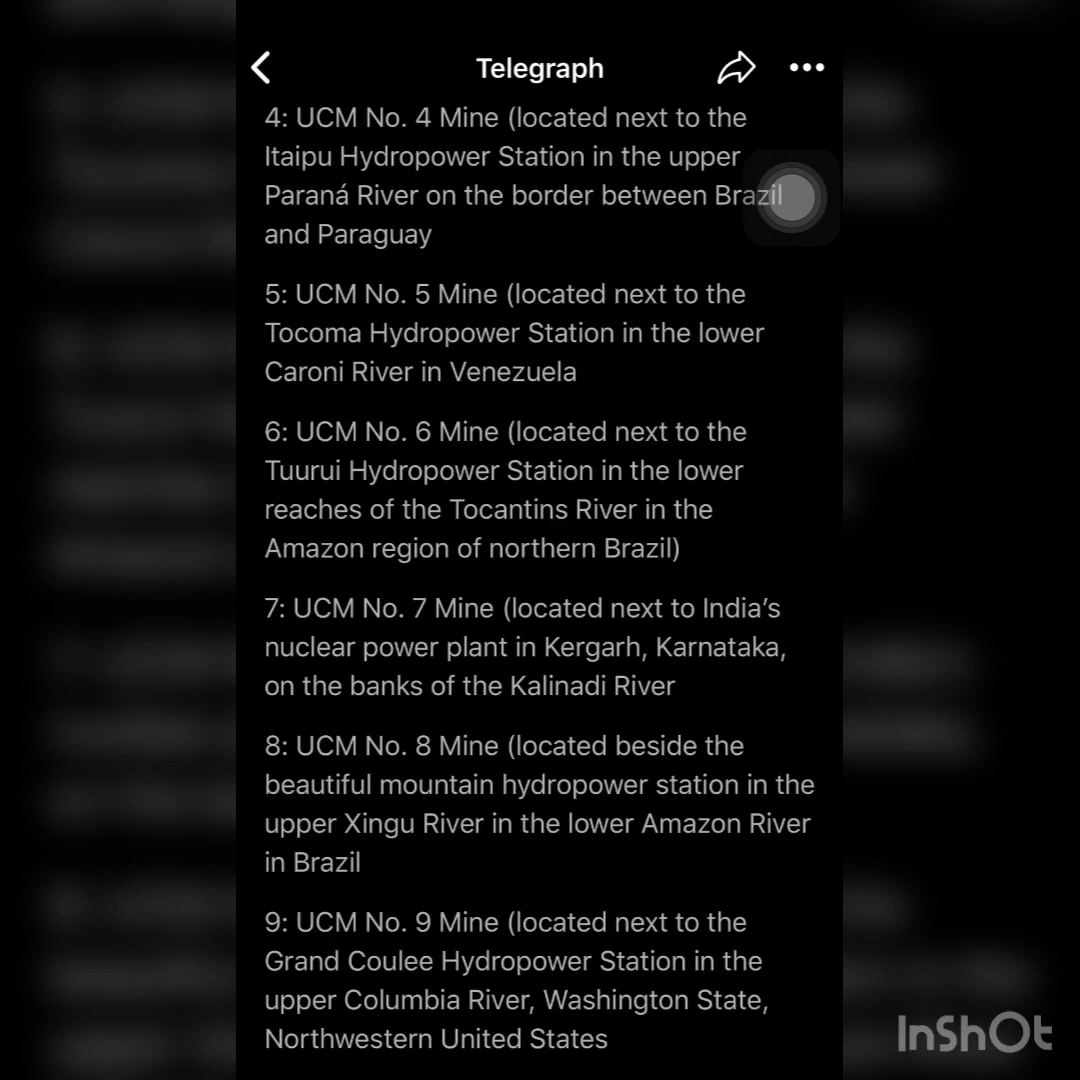 Telegraph
4: UCM No. 4 Mine (located next to the
Itaipu Hydropower Station in the upper
Paraná River on the border between Brazil
and Paraguay
5: UCM No. 5 Mine (located next to the
Tocoma Hydropower Station in the lower
Caroni River in Venezuela
6: UCM No. 6 Mine (located next to the
Tuurui Hydropower Station in the lower
reaches of the Tocantins River in the
Amazon region of northern Brazil)
7: UCM No. 7 Mine (located next to India’s
nuclear power plant in Kergarh, Karnataka,
on the banks of the Kalinadi River
8: UCM No. 8 Mine (located beside the
beautiful mountain hydropower station in the
upper Xingu River in the lower Amazon River
in Brazil
9: UCM No. 9 Mine (located next to the
Grand Coulee Hydropower Station in the
upper Columbia River, Washington State,
Northwestern United States
InShOt